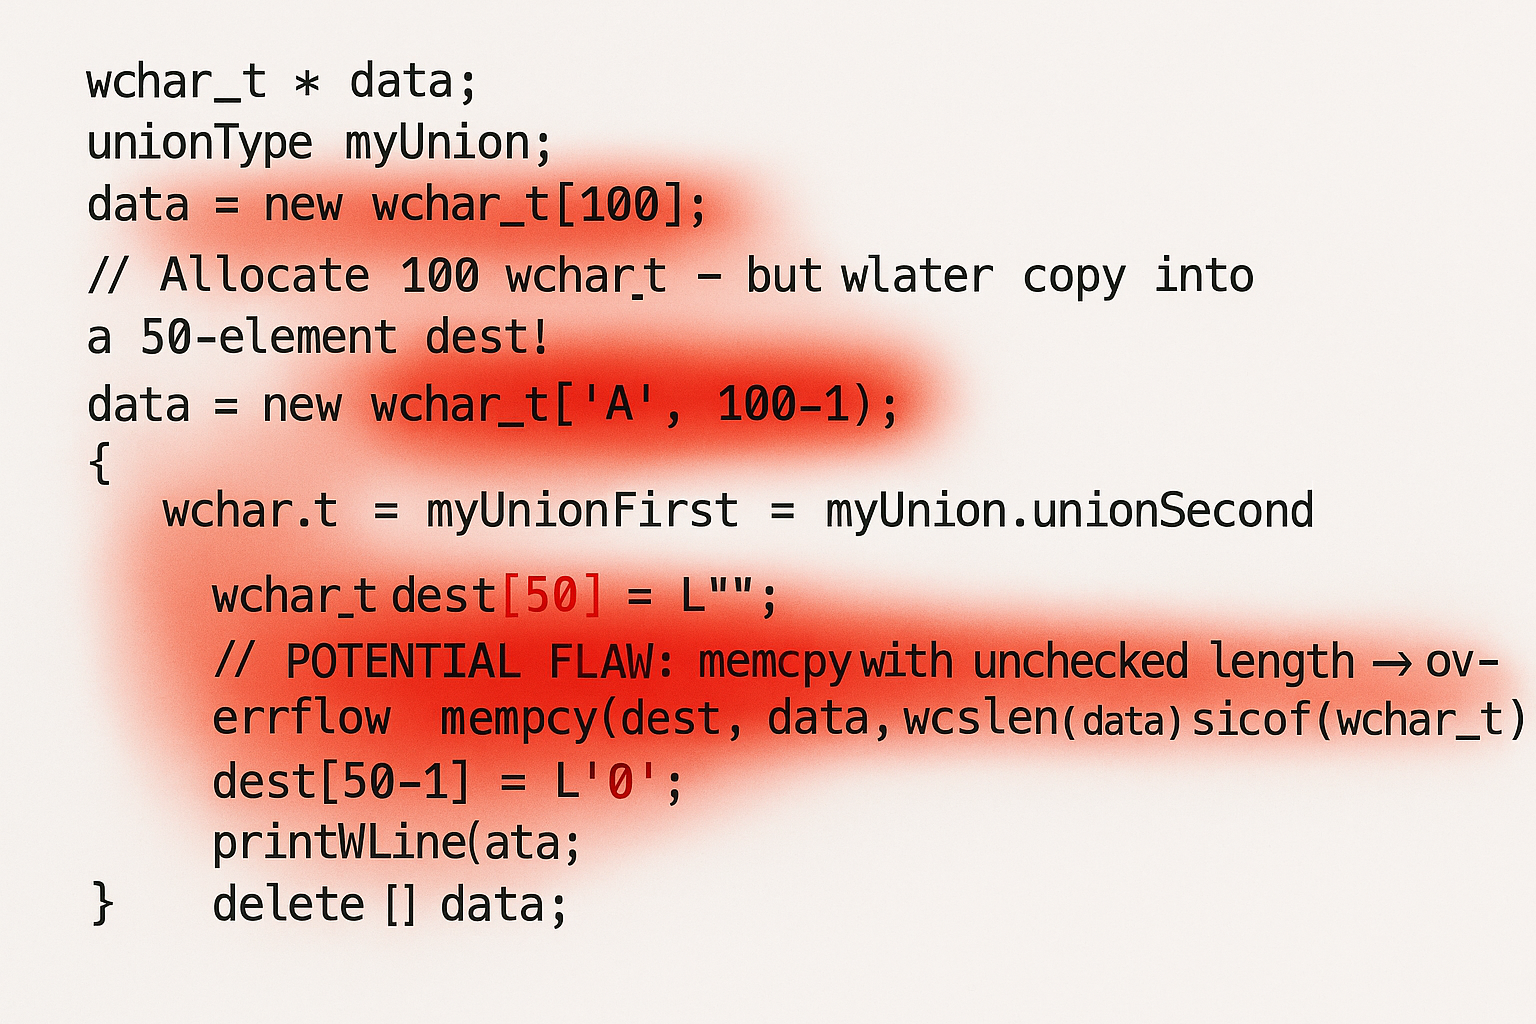 wchar_t * data;
unionType myUnion;
data = new wchar_t[100];
// Allocate 100 wchar_t – but wlater copy into
a 50-element dest!
data = new wchar_t['A', 100-1);
{
wchar.t = myUnionFirst = myUnion.unionSecond
wchar_t dest[50] = L"";
// POTENTIAL FLAW: memcpy with unchecked length → ov-
errflow mempcy(dest, data, wcslen(data) sicof(wchar_t)
dest[50-1] = L'0';
printWLine(ata;
} delete [] data;